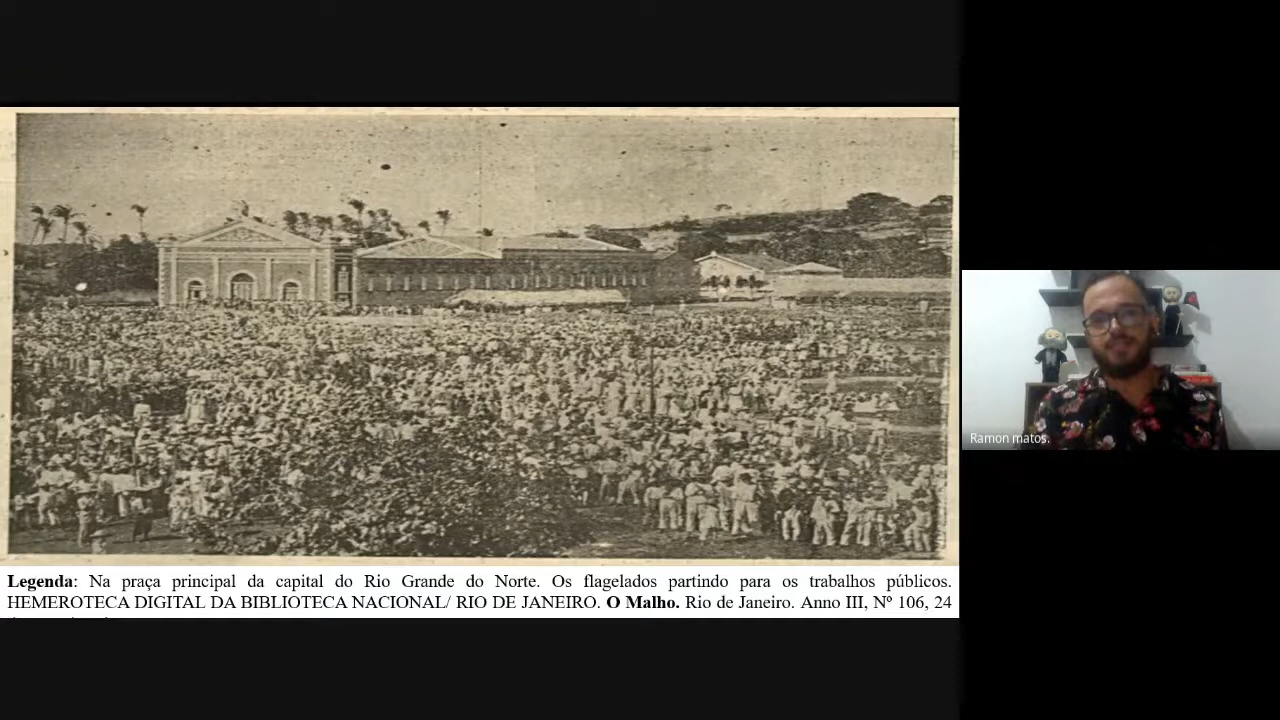 Legenda: Na praça principal da capital do Rio Grande do Norte. Os flagelados partindo para os trabalhos públicos.
HEMEROTECA DIGITAL DA BIBLIOTECA NACIONAL/ RIO DE JANEIRO. O Malho. Rio de Janeiro. Anno III, Nº 106, 24
Ramon matos.